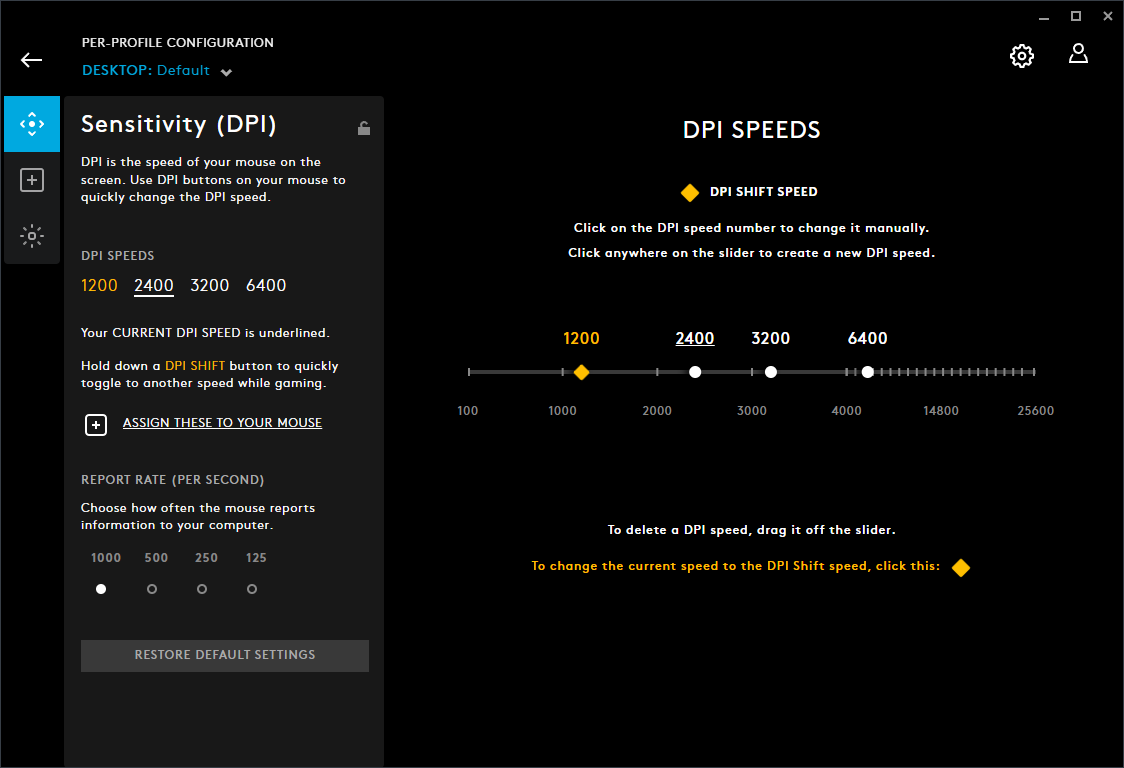 PER-PROFILE CONFIGURATION
DESKTOP: Default
Sensitivity (DPI)
DPI is the speed of your mouse on the
screen. Use DPI buttons on your mouse to
quickly change the DPI speed.
DPI SPEEDS
1200 2400 3200 6400
Your CURRENT DPI SPEED is underlined.
Hold down a DPI SHIFT button to quickly
toggle to another speed while gaming.
ASSIGN THESE TO YOUR MOUSE
REPORT RATE (PER SECOND)
Choose how often the mouse reports
information to your computer.
1000 500 250 125
RESTORE DEFAULT SETTINGS
DPI SPEEDS
DPI SHIFT SPEED
Click on the DPI speed number to change it manually.
Click anywhere on the slider to create a new DPI speed.
1200 2400 3200 6400
100 1000 2000 3000 4000 14800 25600
To delete a DPI speed, drag it off the slider.
To change the current speed to the DPI Shift speed, click this: